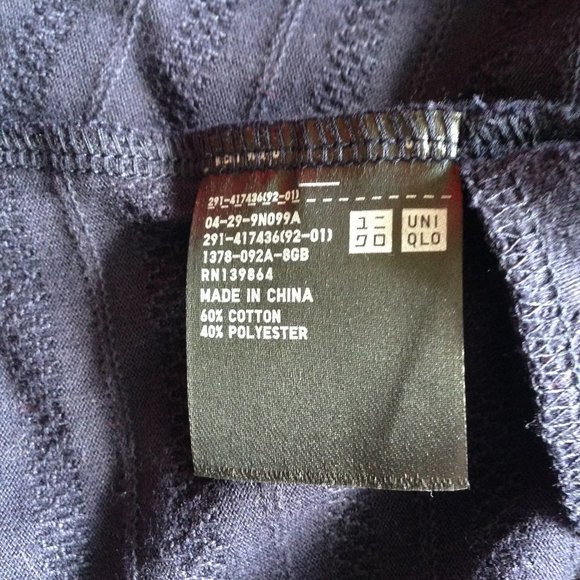 291-417436(92-01)
04-29-9N099A
291-417436(92-01)
1378-092A-8GB
RN139864
MADE IN CHINA
60% COTTON
40% POLYESTER
ユニ
クロ
UNI
QLO